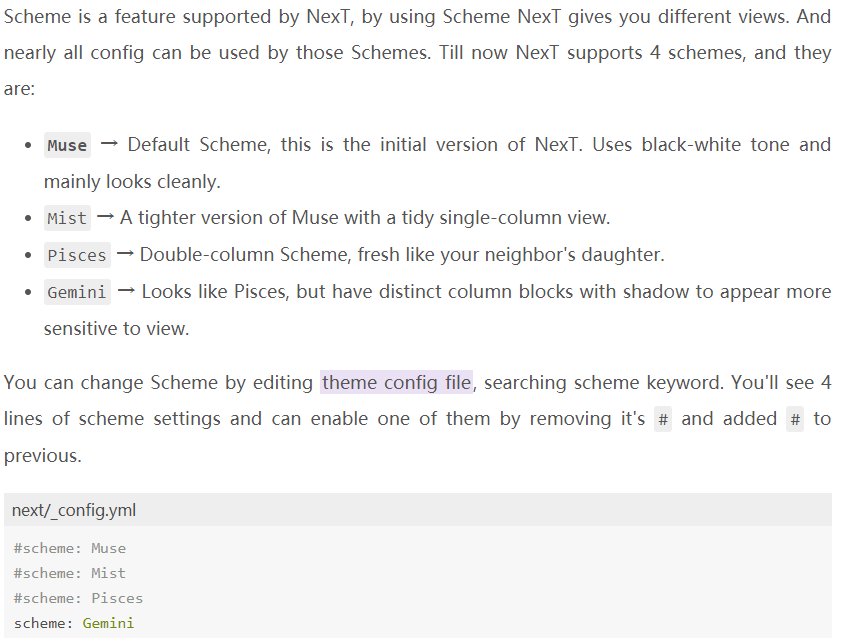 Scheme is a feature supported by NexT, by using Scheme NexT gives you different views. And
nearly all config can be used by those Schemes. Till now NexT supports 4 schemes, and they
are:
• Muse → Default Scheme, this is the initial version of NexT. Uses black-white tone and
mainly looks cleanly.
• Mist → A tighter version of Muse with a tidy single-column view.
• Pisces → Double-column Scheme, fresh like your neighbor's daughter.
• Gemini → Looks like Pisces, but have distinct column blocks with shadow to appear more
sensitive to view.
You can change Scheme by editing theme config file, searching scheme keyword. You'll see 4
lines of scheme settings and can enable one of them by removing it's # and added # to
previous.
next/_config.yml
#scheme: Muse
#scheme: Mist
#scheme: Pisces
scheme: Gemini